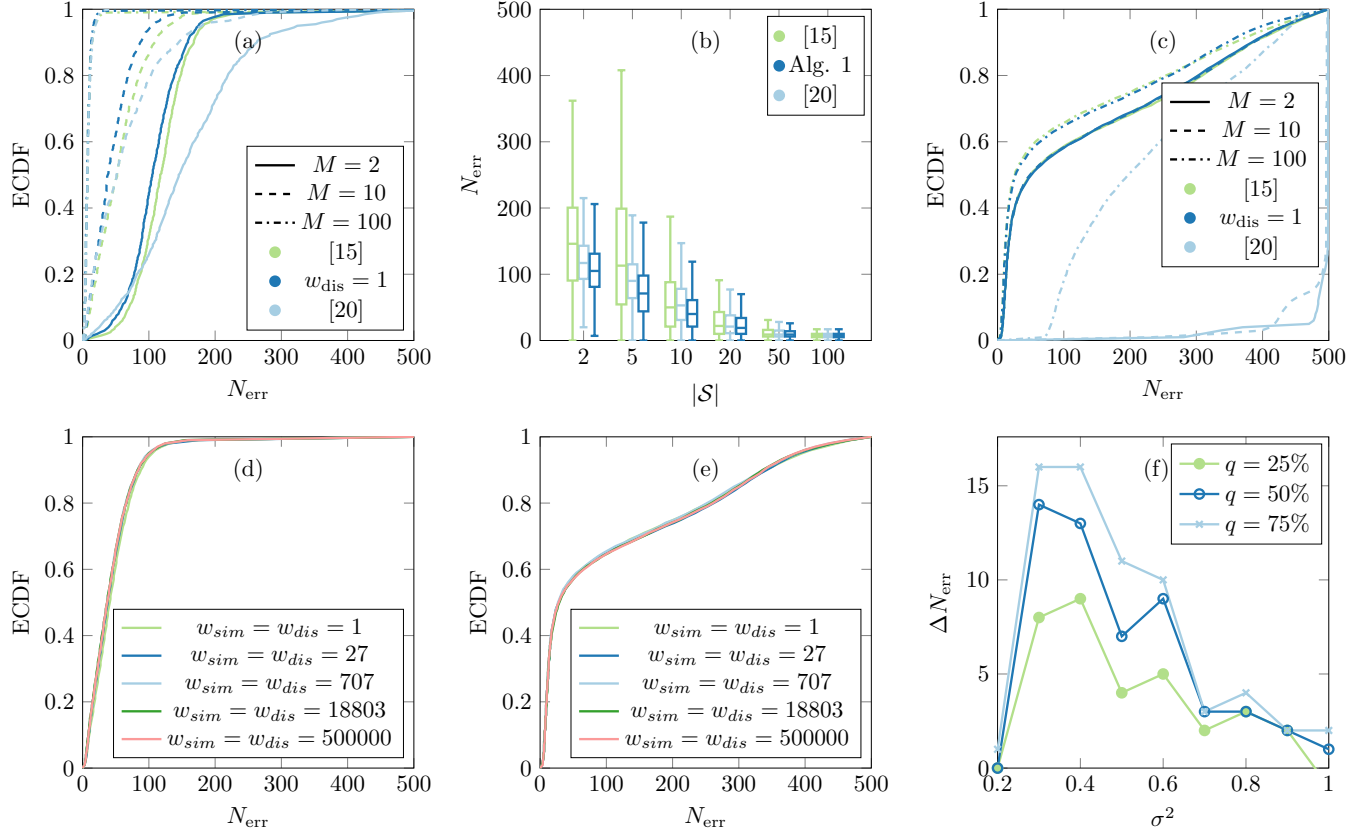 (a)
ECDF
1
0.8
0.6
0.4
0.2
0
M = 2
M = 10
M = 100
[15]
w_dis = 1
[20]
0 100 200 300 400 500
N_err
(b)
N_err
500
400
300
200
100
0
[15]
Alg. 1
[20]
2 5 10 20 50 100
|S|
(c)
ECDF
1
0.8
0.6
0.4
0.2
0
M = 2
M = 10
M = 100
[15]
w_dis = 1
[20]
0 100 200 300 400 500
N_err
(d)
ECDF
1
0.8
0.6
0.4
0.2
0
w_sim = w_dis = 1
w_sim = w_dis = 27
w_sim = w_dis = 707
w_sim = w_dis = 18803
w_sim = w_dis = 500000
0 100 200 300 400 500
N_err
(e)
ECDF
1
0.8
0.6
0.4
0.2
0
w_sim = w_dis = 1
w_sim = w_dis = 27
w_sim = w_dis = 707
w_sim = w_dis = 18803
w_sim = w_dis = 500000
0 100 200 300 400 500
N_err
(f)
ΔN_err
15
10
5
0
q = 25%
q = 50%
q = 75%
0.2 0.4 0.6 0.8 1
σ²